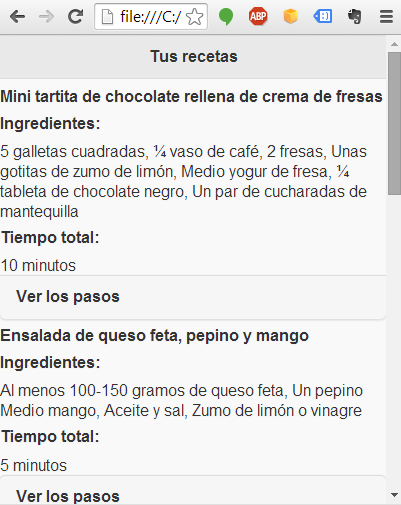 file:///C:/
ABP
Tus recetas
Mini tartita de chocolate rellena de crema de fresas
Ingredientes:
5 galletas cuadradas, ¼ vaso de café, 2 fresas, Unas
gotitas de zumo de limón, Medio yogur de fresa, ¼
tableta de chocolate negro, Un par de cucharadas de
mantequilla
Tiempo total:
10 minutos
Ver los pasos
Ensalada de queso feta, pepino y mango
Ingredientes:
Al menos 100-150 gramos de queso feta, Un pepino
Medio mango, Aceite y sal, Zumo de limón o vinagre
Tiempo total:
5 minutos
Ver los pasos